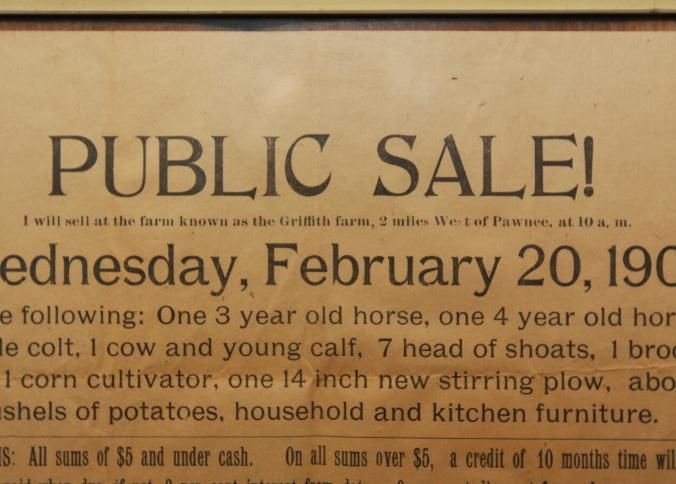 PUBLIC SALE!
I will sell at the farm known as the Griffith farm, 2 miles West of Pawnee, at 10 a. m.
ednesday, February 20, 190
e following: One 3 year old horse, one 4 year old hor
le colt, 1 cow and young calf, 7 head of shoats, 1 broo
1 corn cultivator, one 14 inch new stirring plow, abo
shels of potatoes, household and kitchen furniture.
MS: All sums of $5 and under cash. On all sums over $5, a credit of 10 months time wil